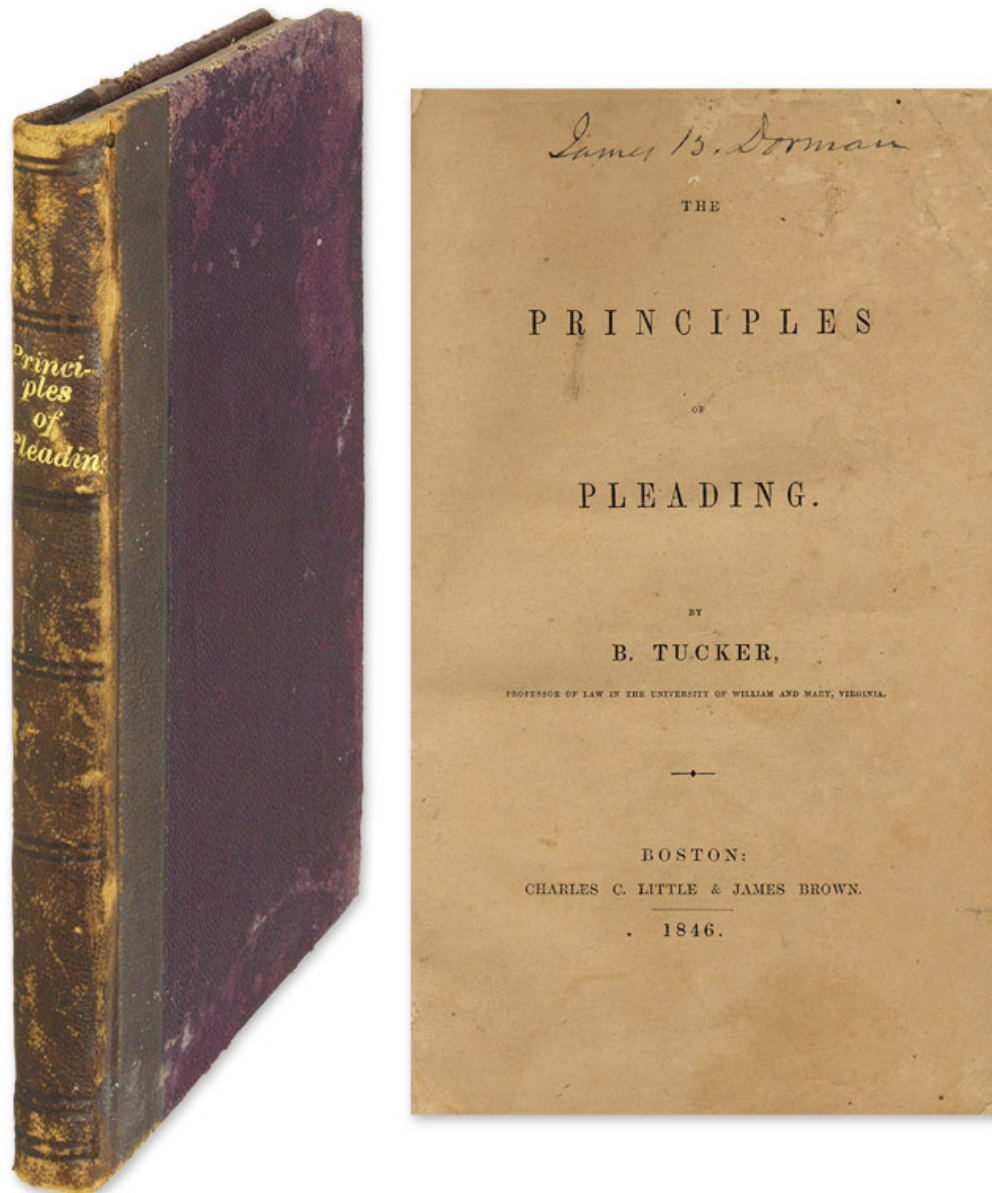 Princi-
ples
of
Pleading
James B. Dorman
THE
PRINCIPLES
OF
PLEADING.
BY
B. TUCKER,
PROFESSOR OF LAW IN THE UNIVERSITY OF WILLIAM AND MARY, VIRGINIA.
BOSTON:
CHARLES C. LITTLE & JAMES BROWN.
1846.